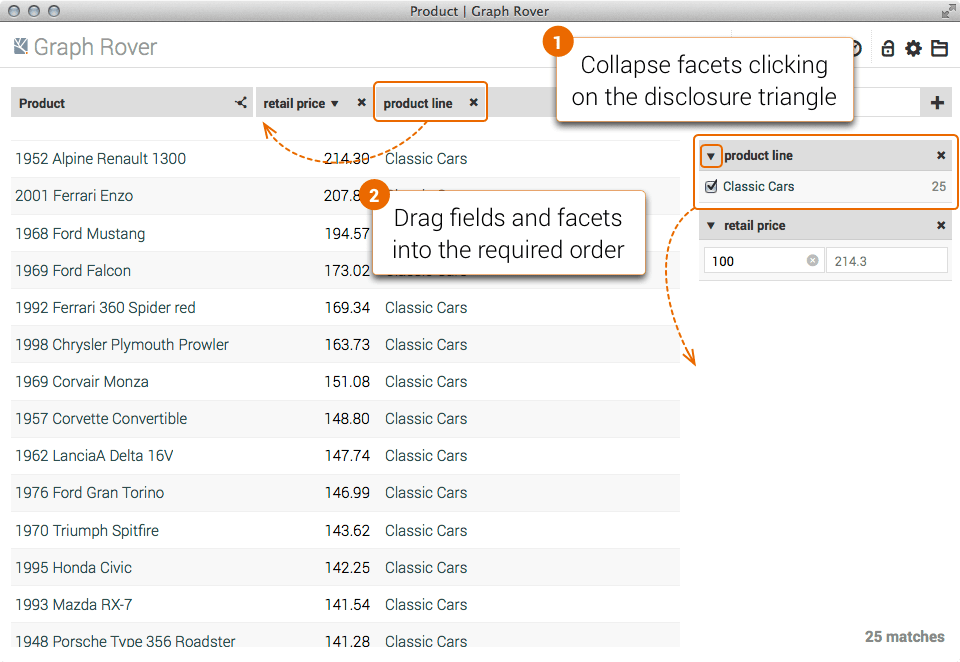 Product | Graph Rover
Graph Rover
1
Collapse facets clicking
on the disclosure triangle
Product
retail price
product line
1952 Alpine Renault 1300 214.30 Classic Cars
2001 Ferrari Enzo 207.8
1968 Ford Mustang 194.57
1969 Ford Falcon 173.02 Classic Cars
1992 Ferrari 360 Spider red 169.34 Classic Cars
1998 Chrysler Plymouth Prowler 163.73 Classic Cars
1969 Corvair Monza 151.08 Classic Cars
1957 Corvette Convertible 148.80 Classic Cars
1962 LanciaA Delta 16V 147.74 Classic Cars
1976 Ford Gran Torino 146.99 Classic Cars
1970 Triumph Spitfire 143.62 Classic Cars
1995 Honda Civic 142.25 Classic Cars
1993 Mazda RX-7 141.54 Classic Cars
1948 Porsche Type 356 Roadster 141.28 Classic Cars
2
Drag fields and facets
into the required order
product line
Classic Cars 25
retail price
100 214.3
25 matches